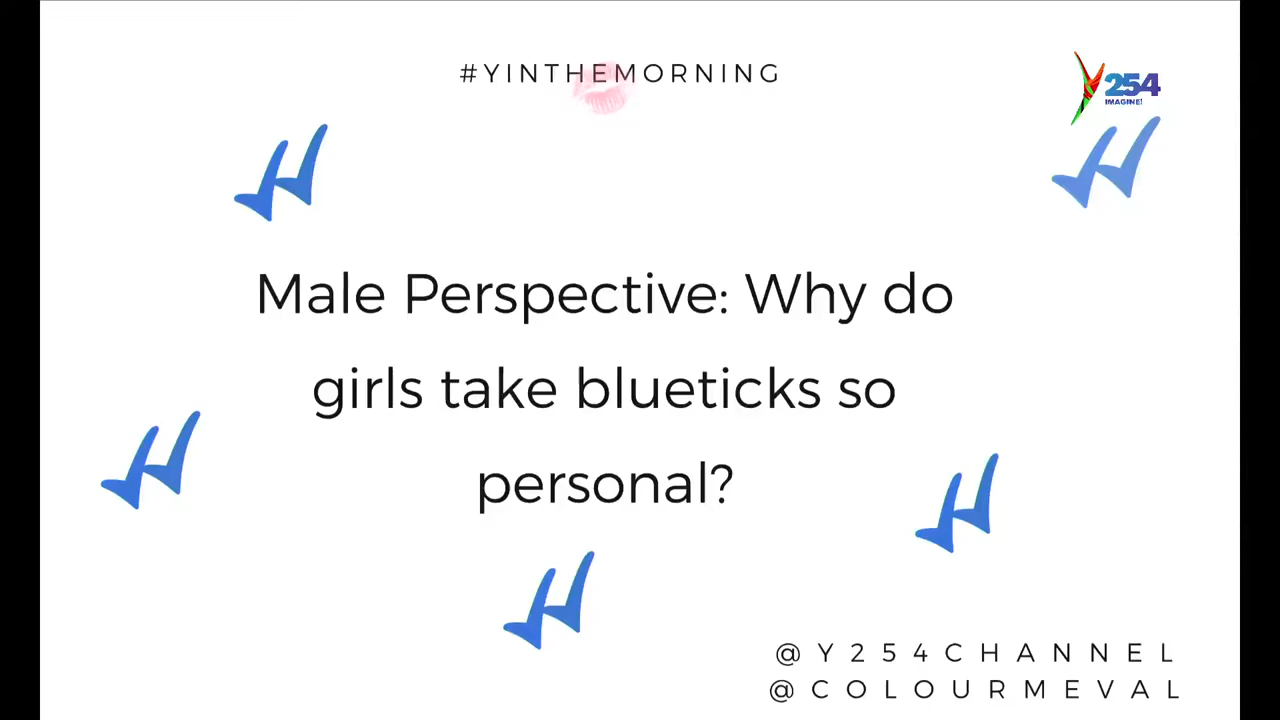 #YINTHEMORNING
Y254
IMAGINE!
Male Perspective: Why do
girls take blueticks so
personal?
@Y254CHANNEL
@COLOURMEVAL